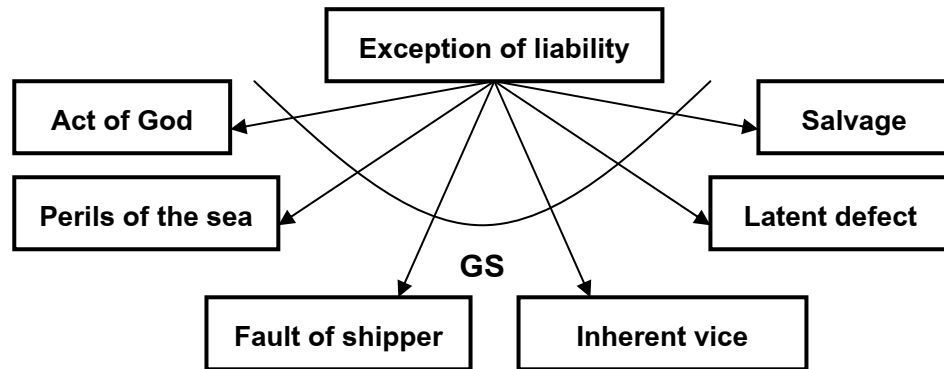 Exception of liability
Act of God
Salvage
Perils of the sea
Latent defect
GS
Fault of shipper
Inherent vice